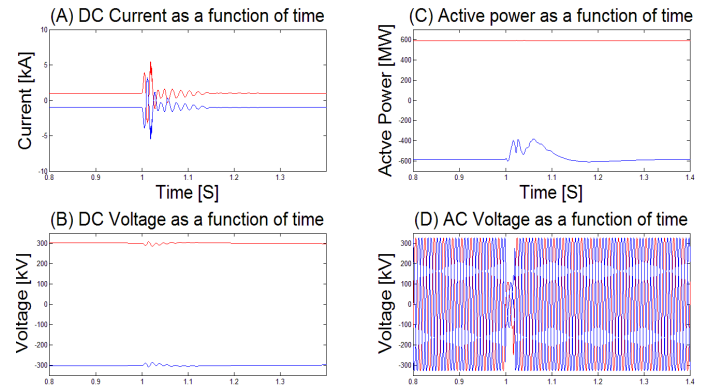 (A) DC Current as a function of time
Current [kA]
10
5
0
-5
-10
0.8 0.9 1 1.1 1.2 1.3
Time [S]
(C) Active power as a function of time
Actve Power [MW]
600
400
200
0
-200
-400
-600
0.8 0.9 1 1.1 1.2 1.3 1.4
Time [S]
(B) DC Voltage as a function of time
Voltage [kV]
300
200
100
0
-100
-200
-300
0.8 0.9 1 1.1 1.2 1.3
(D) AC Voltage as a function of time
Voltage [kV]
300
200
100
0
-100
-200
-300
0.8 0.9 1 1.1 1.2 1.3 1.4